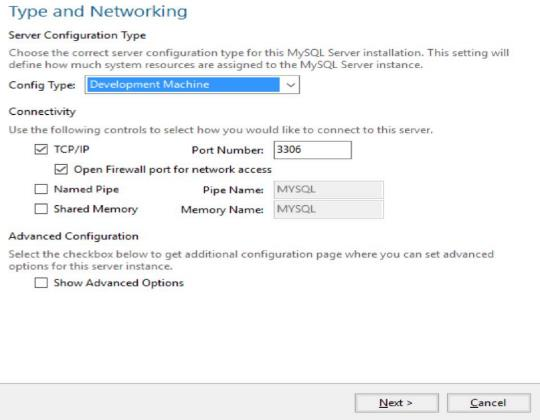 Type and Networking
Server Configuration Type
Choose the correct server configuration type for this MySQL Server installation. This setting will
define how much system resources are assigned to the MySQL Server instance.
Config Type: Development Machine
Connectivity
Use the following controls to select how you would like to connect to this server.
TCP/IP Port Number: 3306
Open Firewall port for network access
Named Pipe Pipe Name: MYSQL
Shared Memory Memory Name: MYSQL
Advanced Configuration
Select the checkbox below to get additional configuration page where you can set advanced
options for this server instance.
Show Advanced Options
Next > Cancel